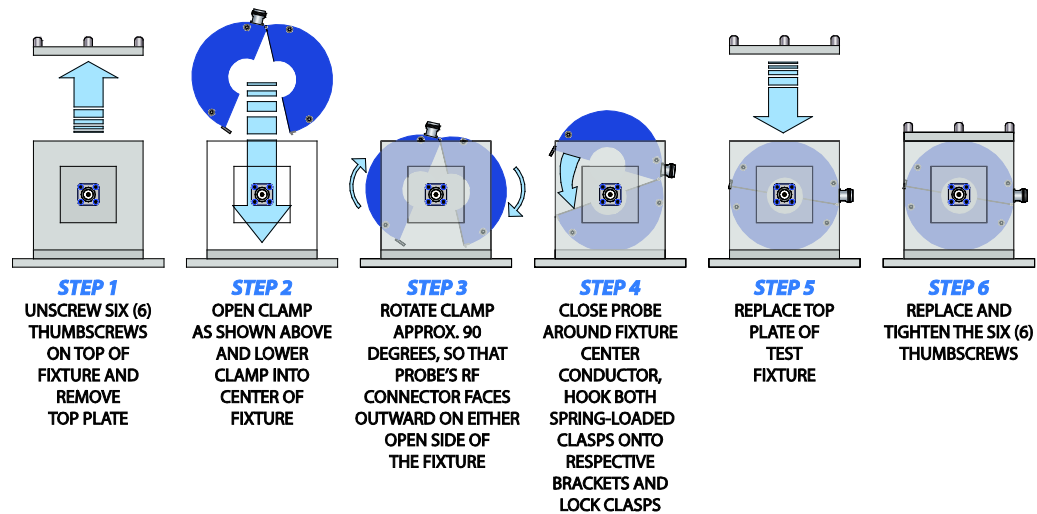 STEP 1
UNSCREW SIX (6)
THUMBSCREWS
ON TOP OF
FIXTURE AND
REMOVE
TOP PLATE
STEP 2
OPEN CLAMP
AS SHOWN ABOVE
AND LOWER
CLAMP INTO
CENTER OF
FIXTURE
STEP 3
ROTATE CLAMP
APPROX. 90
DEGREES, SO THAT
PROBE'S RF
CONNECTOR FACES
OUTWARD ON EITHER
OPEN SIDE OF
THE FIXTURE
STEP 4
CLOSE PROBE
AROUND FIXTURE
CENTER
CONDUCTOR,
HOOK BOTH
SPRING-LOADED
CLASPS ONTO
RESPECTIVE
BRACKETS AND
LOCK CLASPS
STEP 5
REPLACE TOP
PLATE OF
TEST
FIXTURE
STEP 6
REPLACE AND
TIGHTEN THE SIX (6)
THUMBSCREWS